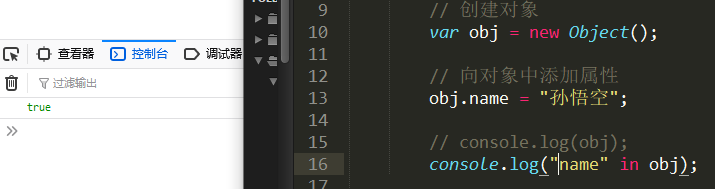 查看器 控制台 调试器
过滤输出
true
9 // 创建对象
10 var obj = new Object();
11
12 // 向对象中添加属性
13 obj.name = "孙悟空";
14
15 // console.log(obj);
16 console.log("name" in obj);
17